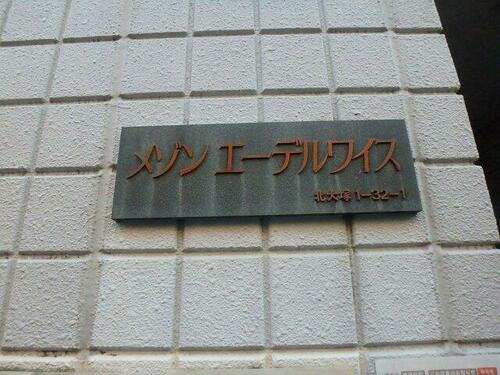 メゾン エーデルワイス
北大塚 1-32-1